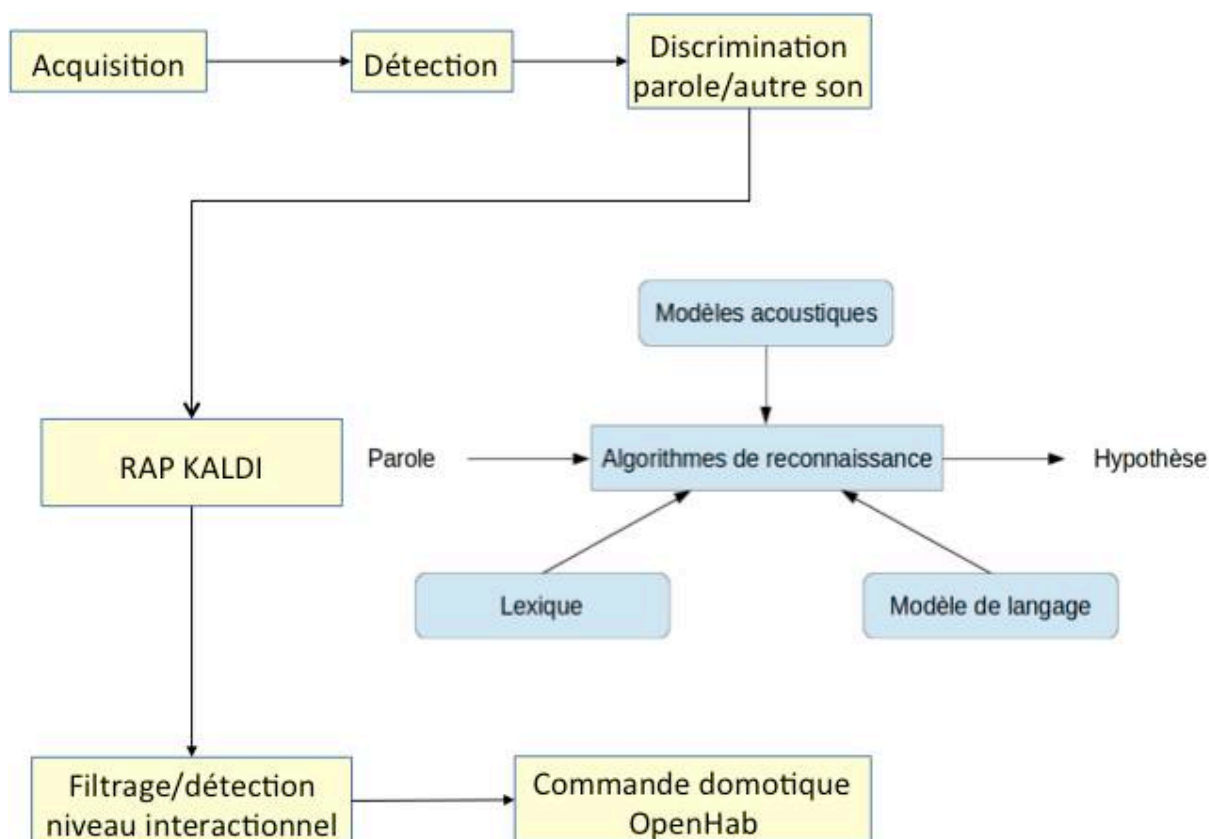 Acquisition
Détection
Discrimination
parole/autre son
Modèles acoustiques
RAP KALDI
Parole
Algorithmes de reconnaissance
Hypothèse
Lexique
Modèle de langage
Filtrage/détection
niveau interactionnel
Commande domotique
OpenHab